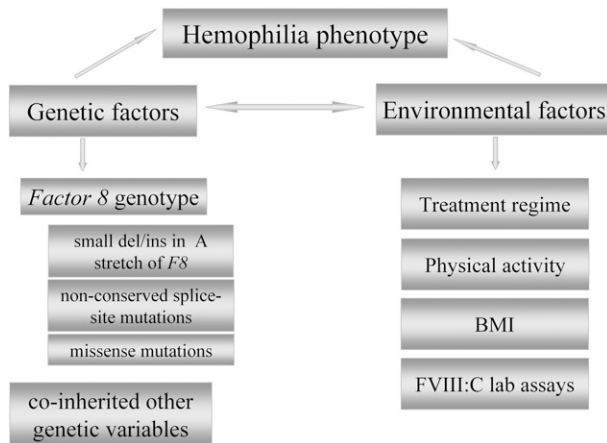 Hemophilia phenotype
Genetic factors
Environmental factors
Factor 8 genotype
small del/ins in A
stretch of F8
non-conserved splice-
site mutations
missense mutations
co-inherited other
genetic variables
Treatment regime
Physical activity
BMI
FVIII:C lab assays